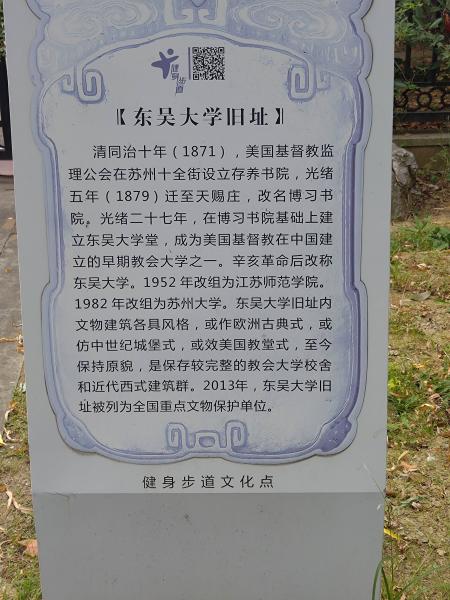 健身步道
【东吴大学旧址】
清同治十年（1871），美国基督教监
理公会在苏州十全街设立存养书院，光绪
五年（1879）迁至天赐庄，改名博习书
院。光绪二十七年，在博习书院基础上建
立东吴大学堂，成为美国基督教在中国建
立的早期教会大学之一。辛亥革命后改称
东吴大学。1952年改组为江苏师范学院。
1982年改组为苏州大学。东吴大学旧址内
文物建筑各具风格，或作欧洲古典式，或
仿中世纪城堡式，或效美国教堂式，至今
保持原貌，是保存较完整的教会大学校舍
和近代西式建筑群。2013年，东吴大学旧
址被列为全国重点文物保护单位。
健身步道文化点